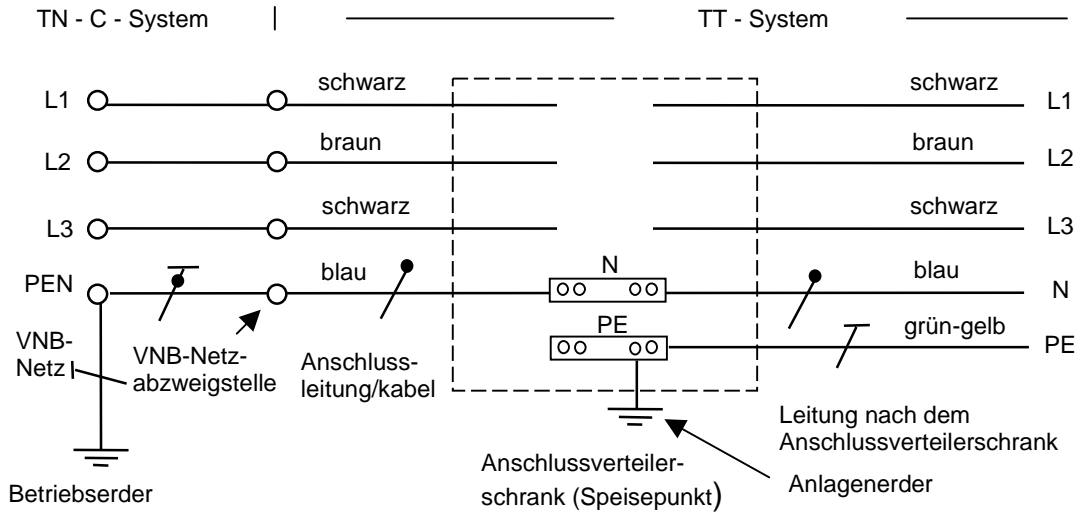 TN - C - System | TT - System
L1 schwarz schwarz L1
L2 braun braun L2
L3 schwarz schwarz L3
PEN blau N blau N
PE grün-gelb PE
VNB-
Netz
VNB-Netz-
abzweigstelle
Anschluss-
leitung/kabel
Leitung nach dem
Anschlussverteilerschrank
Betriebserder
Anschlussverteiler-
schrank (Speisepunkt)
Anlagenerder